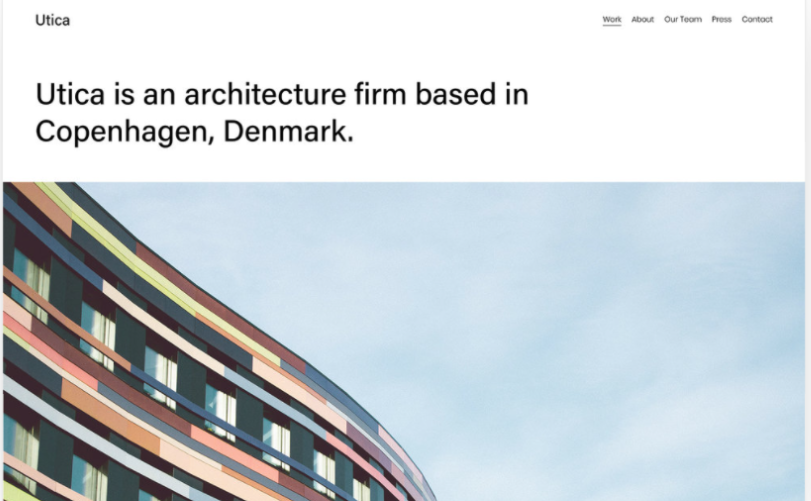 Utica
Work About Our Team Press Contact
Utica is an architecture firm based in
Copenhagen, Denmark.